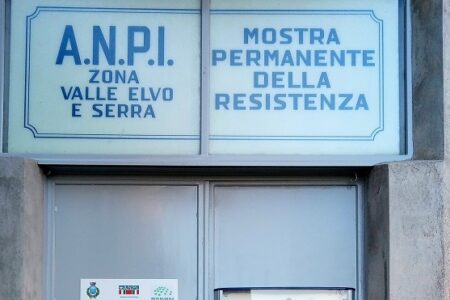 A.N.P.I.
ZONA
VALLE ELVO
E SERRA
MOSTRA
PERMANENTE
DELLA
RESISTENZA